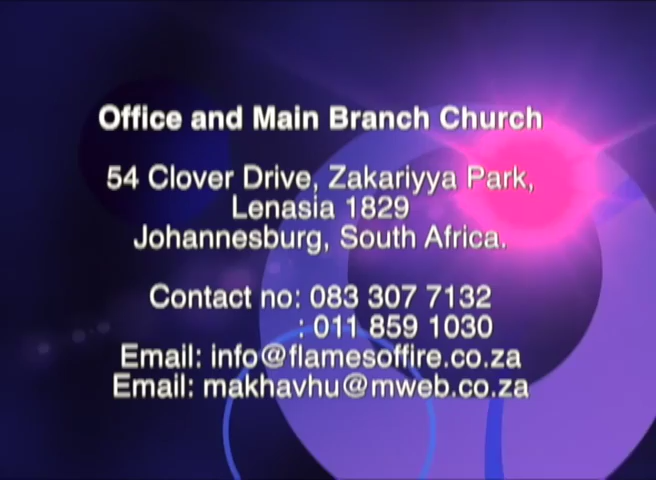 Office and Main Branch Church
54 Clover Drive, Zakariyya Park,
Lenasia 1829
Johannesburg, South Africa.
Contact no: 083 307 7132
: 011 859 1030
Email: info@flamesoffire.co.za
Email: makhavhu@mweb.co.za